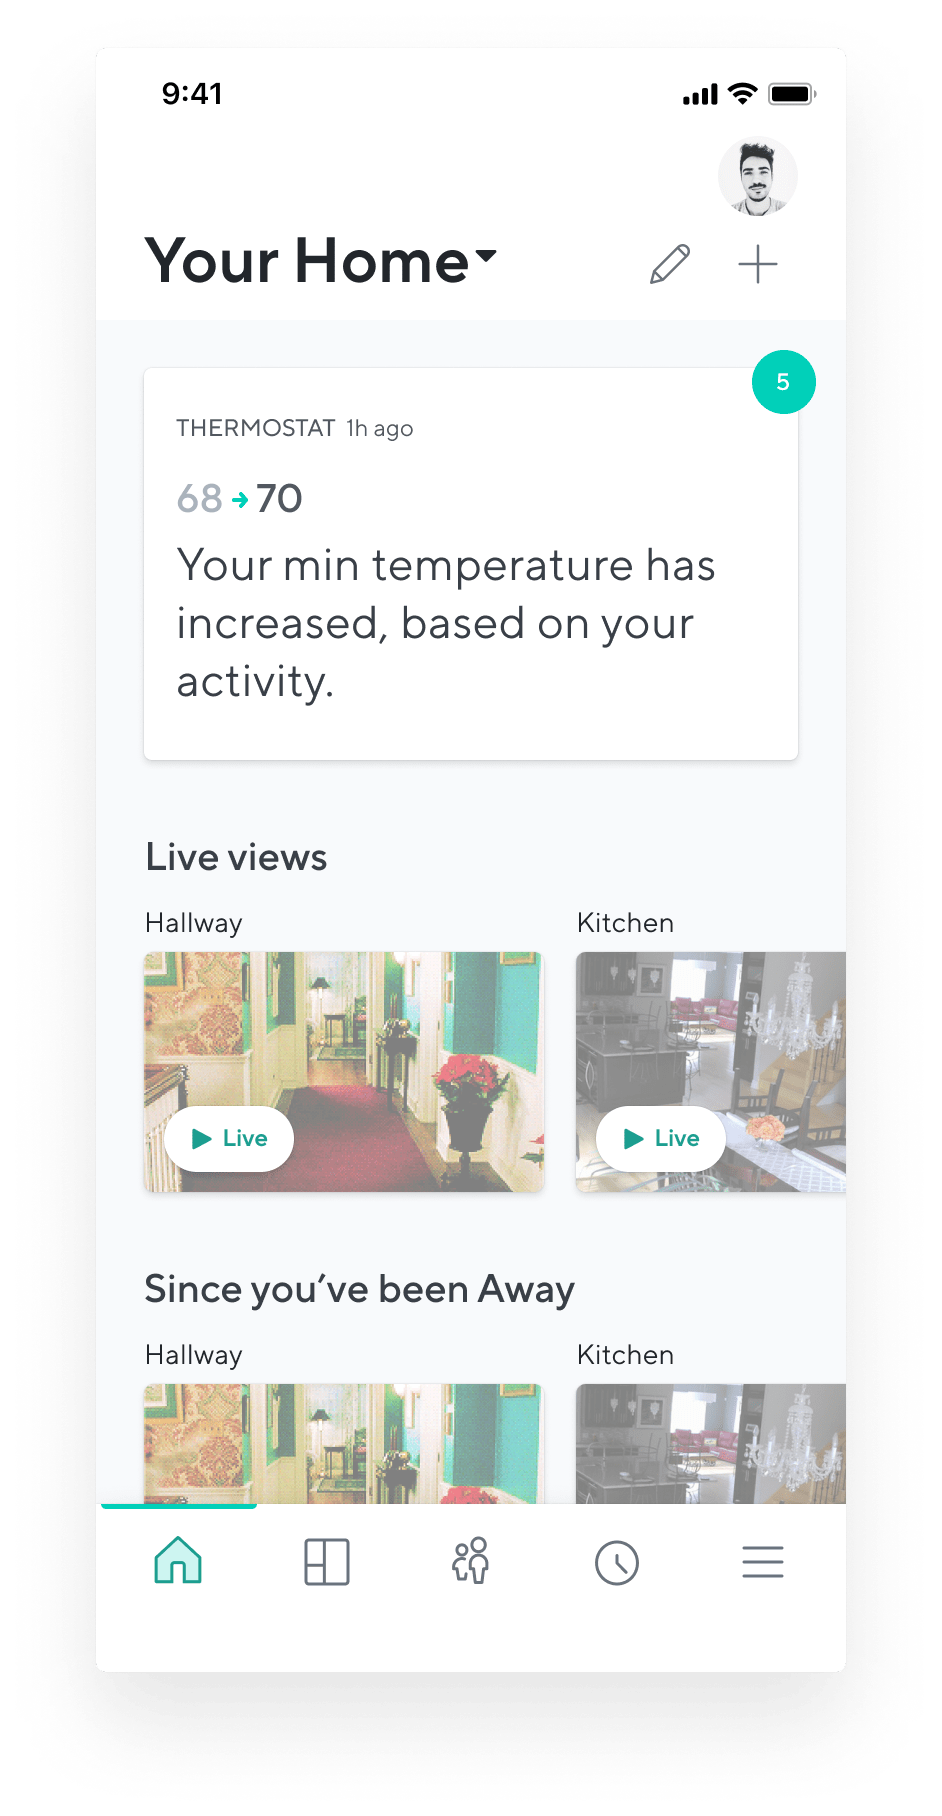 9:41
Your Home
5
THERMOSTAT 1h ago
68 → 70
Your min temperature has
increased, based on your
activity.
Live views
Hallway
Kitchen
Live
Live
Since you’ve been Away
Hallway
Kitchen